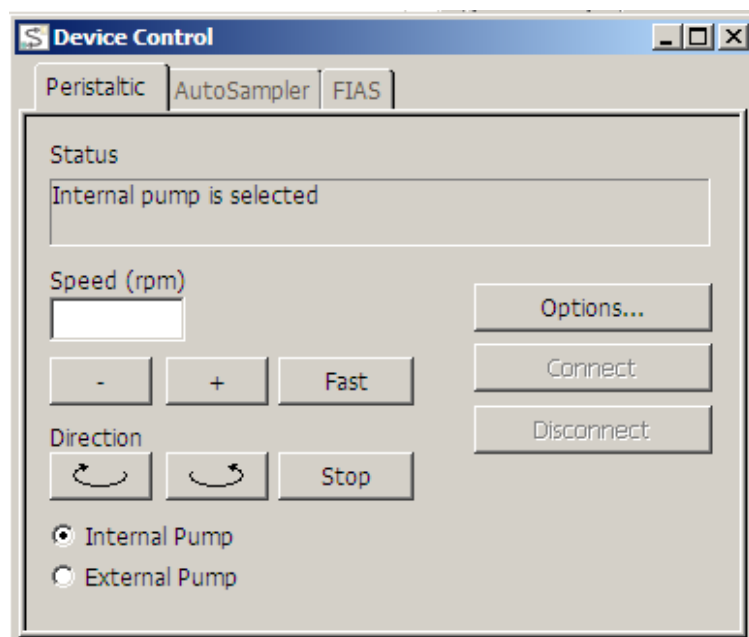 Device Control
Peristaltic AutoSampler FIAS
Status
Internal pump is selected
Speed (rpm)
Options...
- + Fast
Connect
Direction
Disconnect
Stop
Internal Pump
External Pump